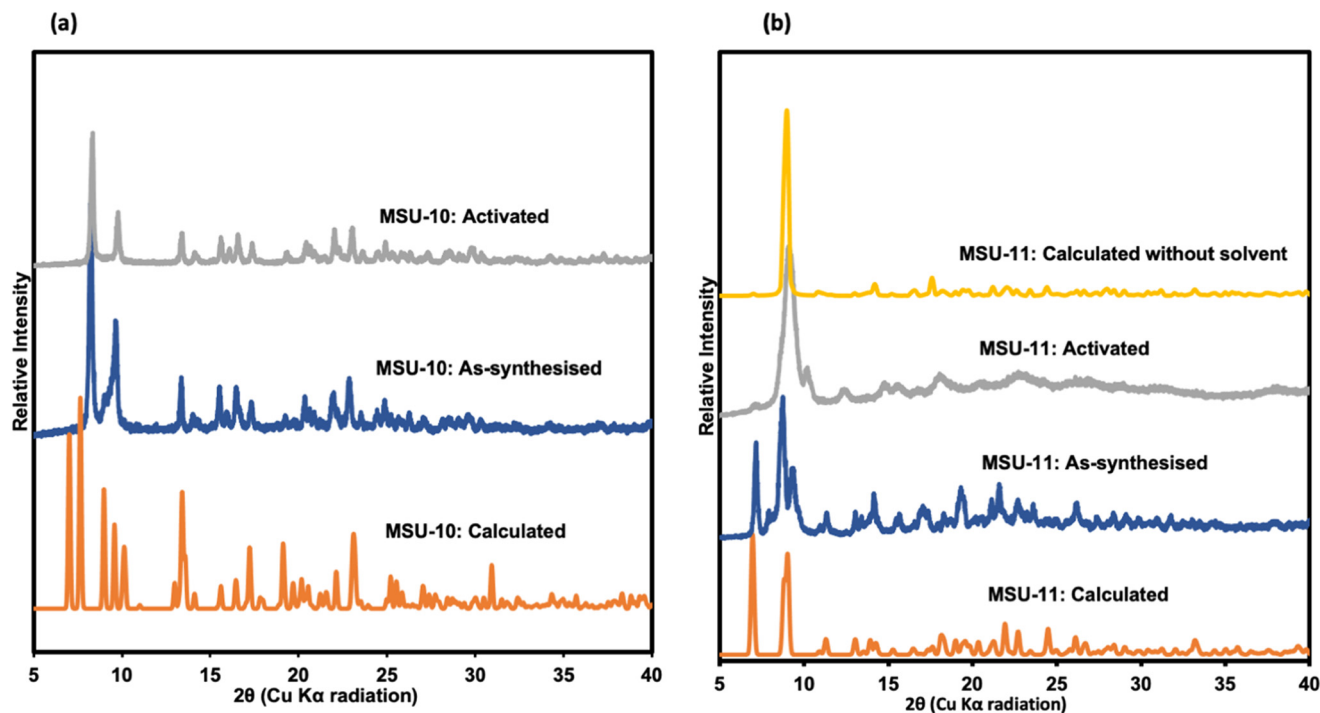 (a)
Relative Intensity
MSU-10: Activated
MSU-10: As-synthesised
MSU-10: Calculated
5 10 15 20 25 30 35 40
2θ (Cu Kα radiation)
(b)
Relative Intensity
MSU-11: Calculated without solvent
MSU-11: Activated
MSU-11: As-synthesised
MSU-11: Calculated
5 10 15 20 25 30 35 40
2θ (Cu Kα radiation)